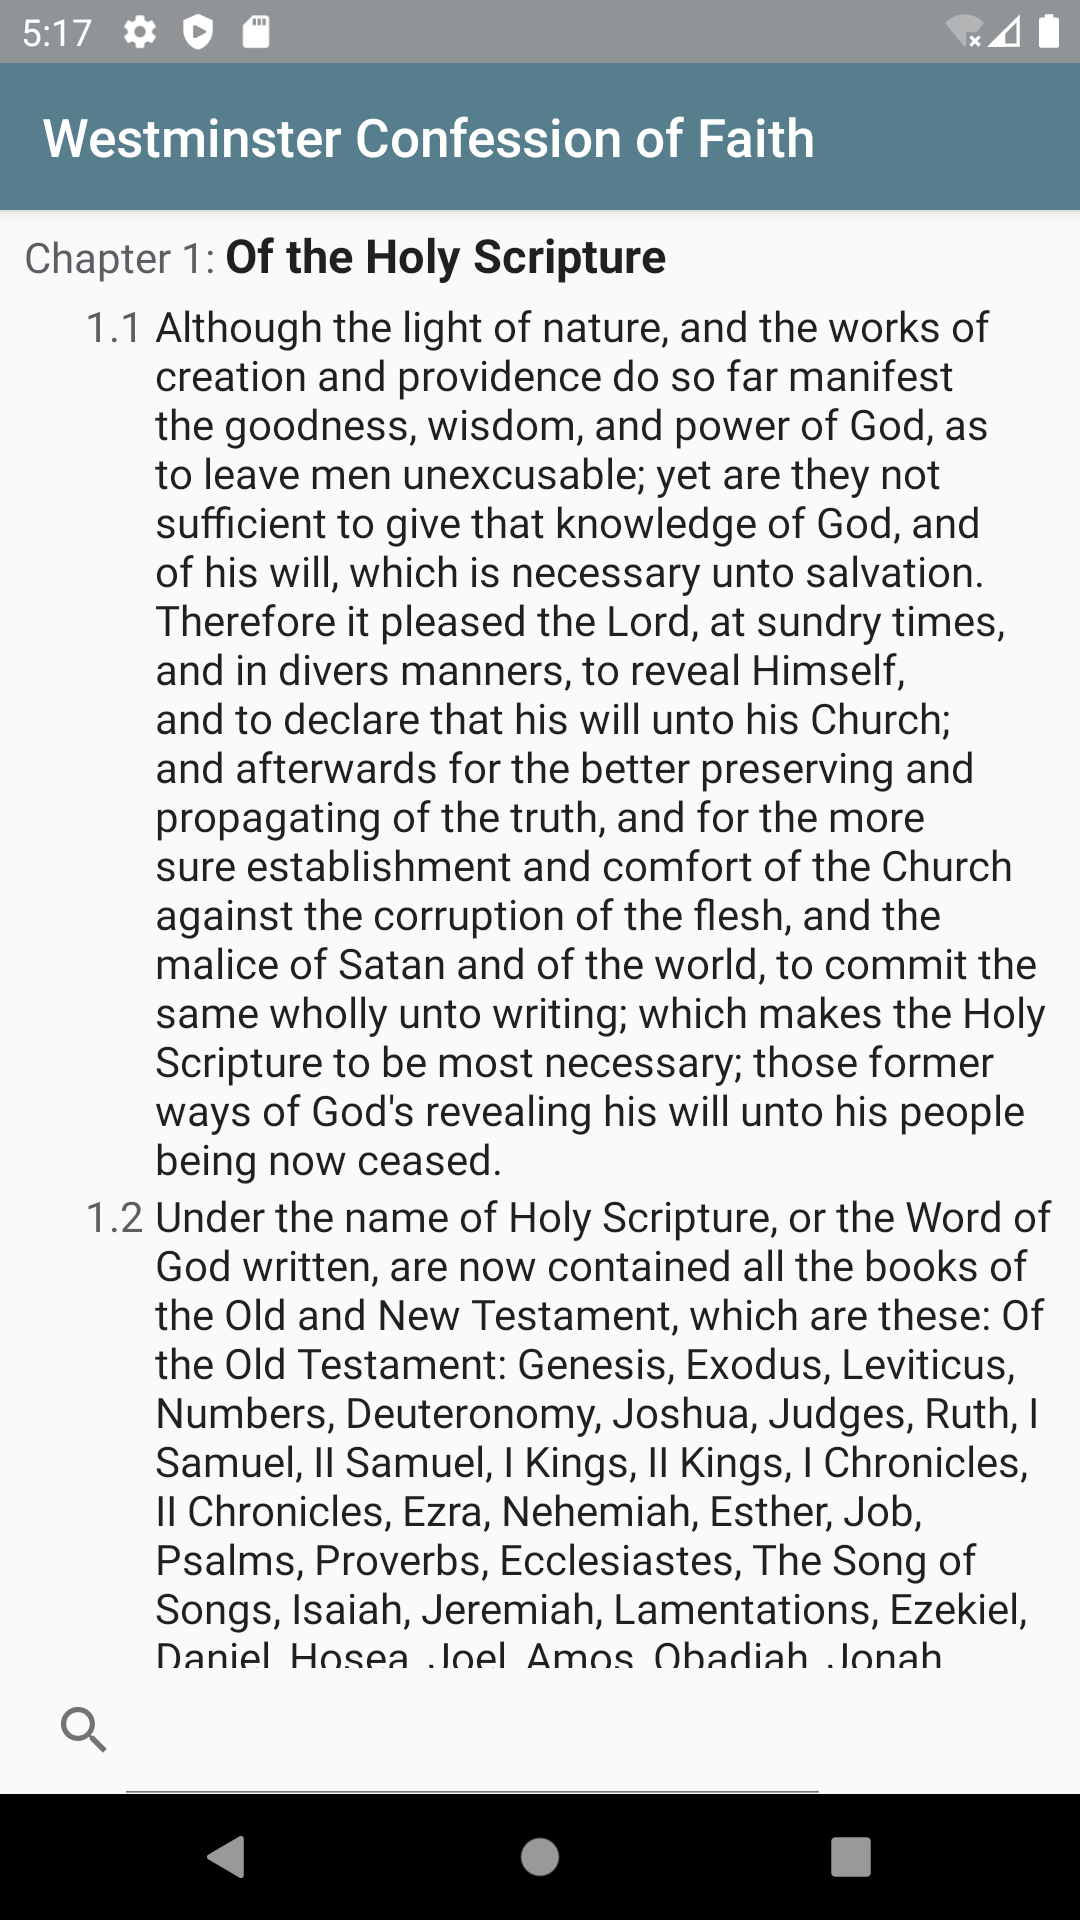 5:17
Westminster Confession of Faith
Chapter 1: Of the Holy Scripture
1.1 Although the light of nature, and the works of
creation and providence do so far manifest
the goodness, wisdom, and power of God, as
to leave men unexcusable; yet are they not
sufficient to give that knowledge of God, and
of his will, which is necessary unto salvation.
Therefore it pleased the Lord, at sundry times,
and in divers manners, to reveal Himself,
and to declare that his will unto his Church;
and afterwards for the better preserving and
propagating of the truth, and for the more
sure establishment and comfort of the Church
against the corruption of the flesh, and the
malice of Satan and of the world, to commit the
same wholly unto writing; which makes the Holy
Scripture to be most necessary; those former
ways of God's revealing his will unto his people
being now ceased.
1.2 Under the name of Holy Scripture, or the Word of
God written, are now contained all the books of
the Old and New Testament, which are these: Of
the Old Testament: Genesis, Exodus, Leviticus,
Numbers, Deuteronomy, Joshua, Judges, Ruth, I
Samuel, II Samuel, I Kings, II Kings, I Chronicles,
II Chronicles, Ezra, Nehemiah, Esther, Job,
Psalms, Proverbs, Ecclesiastes, The Song of
Songs, Isaiah, Jeremiah, Lamentations, Ezekiel,
Daniel, Hosea, Joel, Amos, Obadiah, Jonah